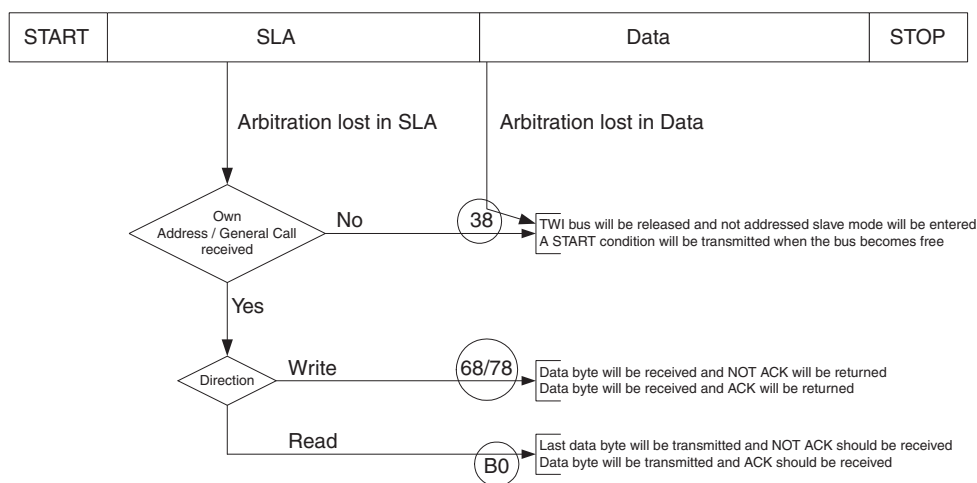 START SLA Data STOP
Arbitration lost in SLA Arbitration lost in Data
Own
Address / General Call
received
No
38
TWI bus will be released and not addressed slave mode will be entered
A START condition will be transmitted when the bus becomes free
Yes
Direction
Write
68/78
Data byte will be received and NOT ACK will be returned
Data byte will be received and ACK will be returned
Read
B0
Last data byte will be transmitted and NOT ACK should be received
Data byte will be transmitted and ACK should be received